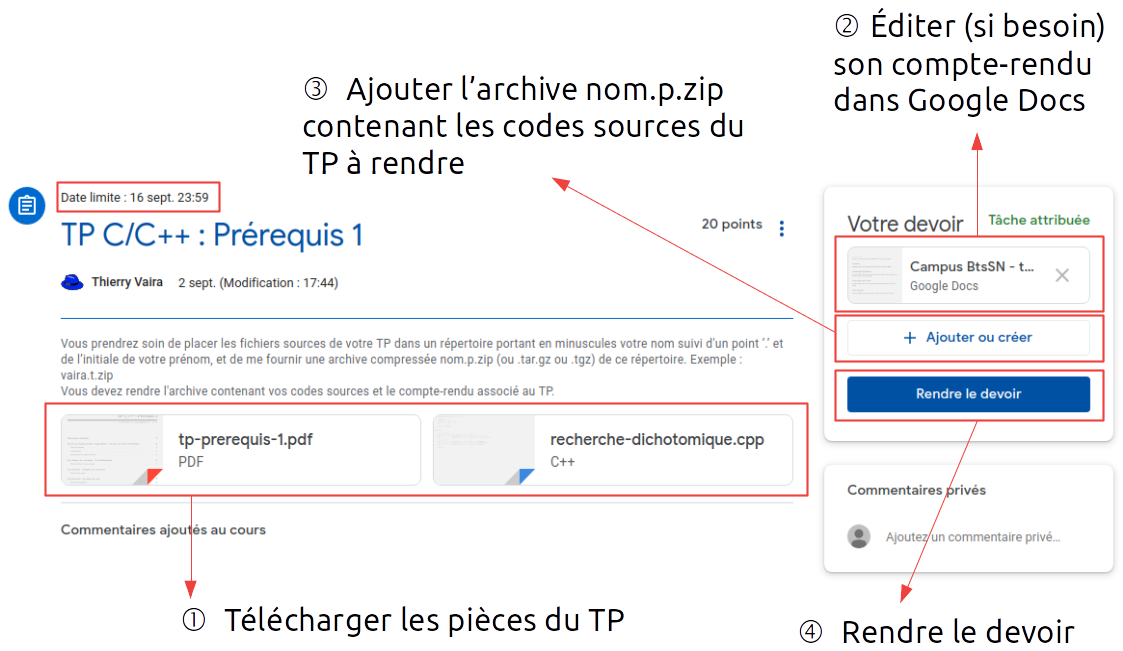 ② Éditer (si besoin)
son compte-rendu
dans Google Docs
③ Ajouter l’archive nom.p.zip
contenant les codes sources du
TP à rendre
Date limite : 16 sept. 23:59
TP C/C++ : Prérequis 1
20 points
Thierry Vaira 2 sept. (Modification : 17:44)
Vous prendrez soin de placer les fichiers sources de votre TP dans un répertoire portant en minuscules votre nom suivi d'un point '.' et
de l'initiale de votre prénom, et de me fournir une archive compressée nom.p.zip (ou .tar.gz ou .tgz) de ce répertoire. Exemple :
vaira.t.zip
Vous devez rendre l'archive contenant vos codes sources et le compte-rendu associé au TP.
tp-prerequis-1.pdf
PDF
recherche-dichotomique.cpp
C++
Commentaires ajoutés au cours
Votre devoir
Tâche attribuée
Campus BtsSN - t...
Google Docs
+ Ajouter ou créer
Rendre le devoir
Commentaires privés
Ajoutez un commentaire privé...
① Télécharger les pièces du TP
④ Rendre le devoir